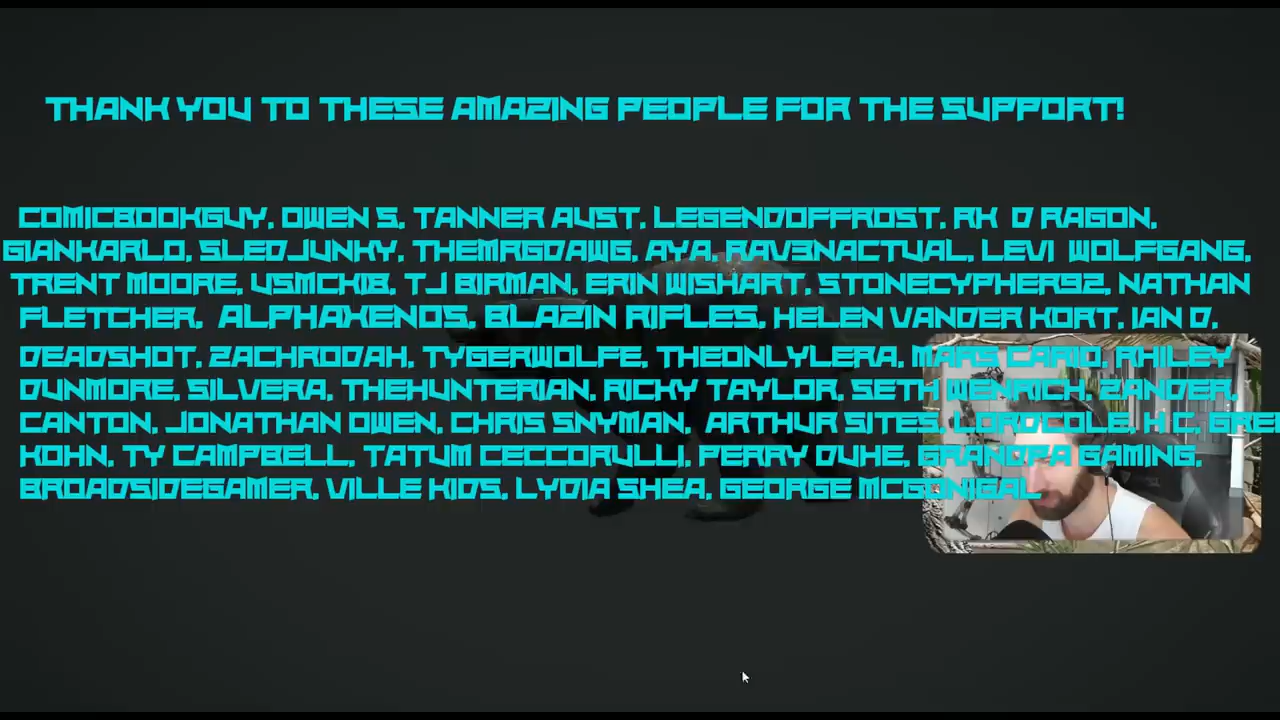 THANK YOU TO THESE AMAZING PEOPLE FOR THE SUPPORT!
COMICBOOKGUY, OWEN S, TANNER AUST, LEGENDOFFROST, RK D RAGON,
GIANKARLO, SLEDJUNKY, THEMRGDAWG, AYA, RAV3NACTUAL, LEVI WOLFGANG,
TRENT MOORE, USMCK18, TJ BIRMAN, ERIN WISHART, STONECYPHER92, NATHAN
FLETCHER, ALPHAXENOS, BLAZIN RIFLES, HELEN VANDER KORT, IAN D,
DEADSHOT, ZACHRODAH, TYGERWOLFE, THEONLYLERA, MARS CARIO, RHILEY
DUNMORE, SILVERA, THEHUNTERIAN, RICKY TAYLOR, SETH WENRICH, ZANDER,
CANTON, JONATHAN OWEN, CHRIS SNYMAN, ARTHUR SITES, LORDCOLE, H C, GREE
KOHN, TY CAMPBELL, TATUM CECCORULLI, PERRY DUHE, GRANDPA GAMING,
BROADSIDEGAMER, VILLE KIDS, LYDIA SHEA, GEORGE MCGONIGAL